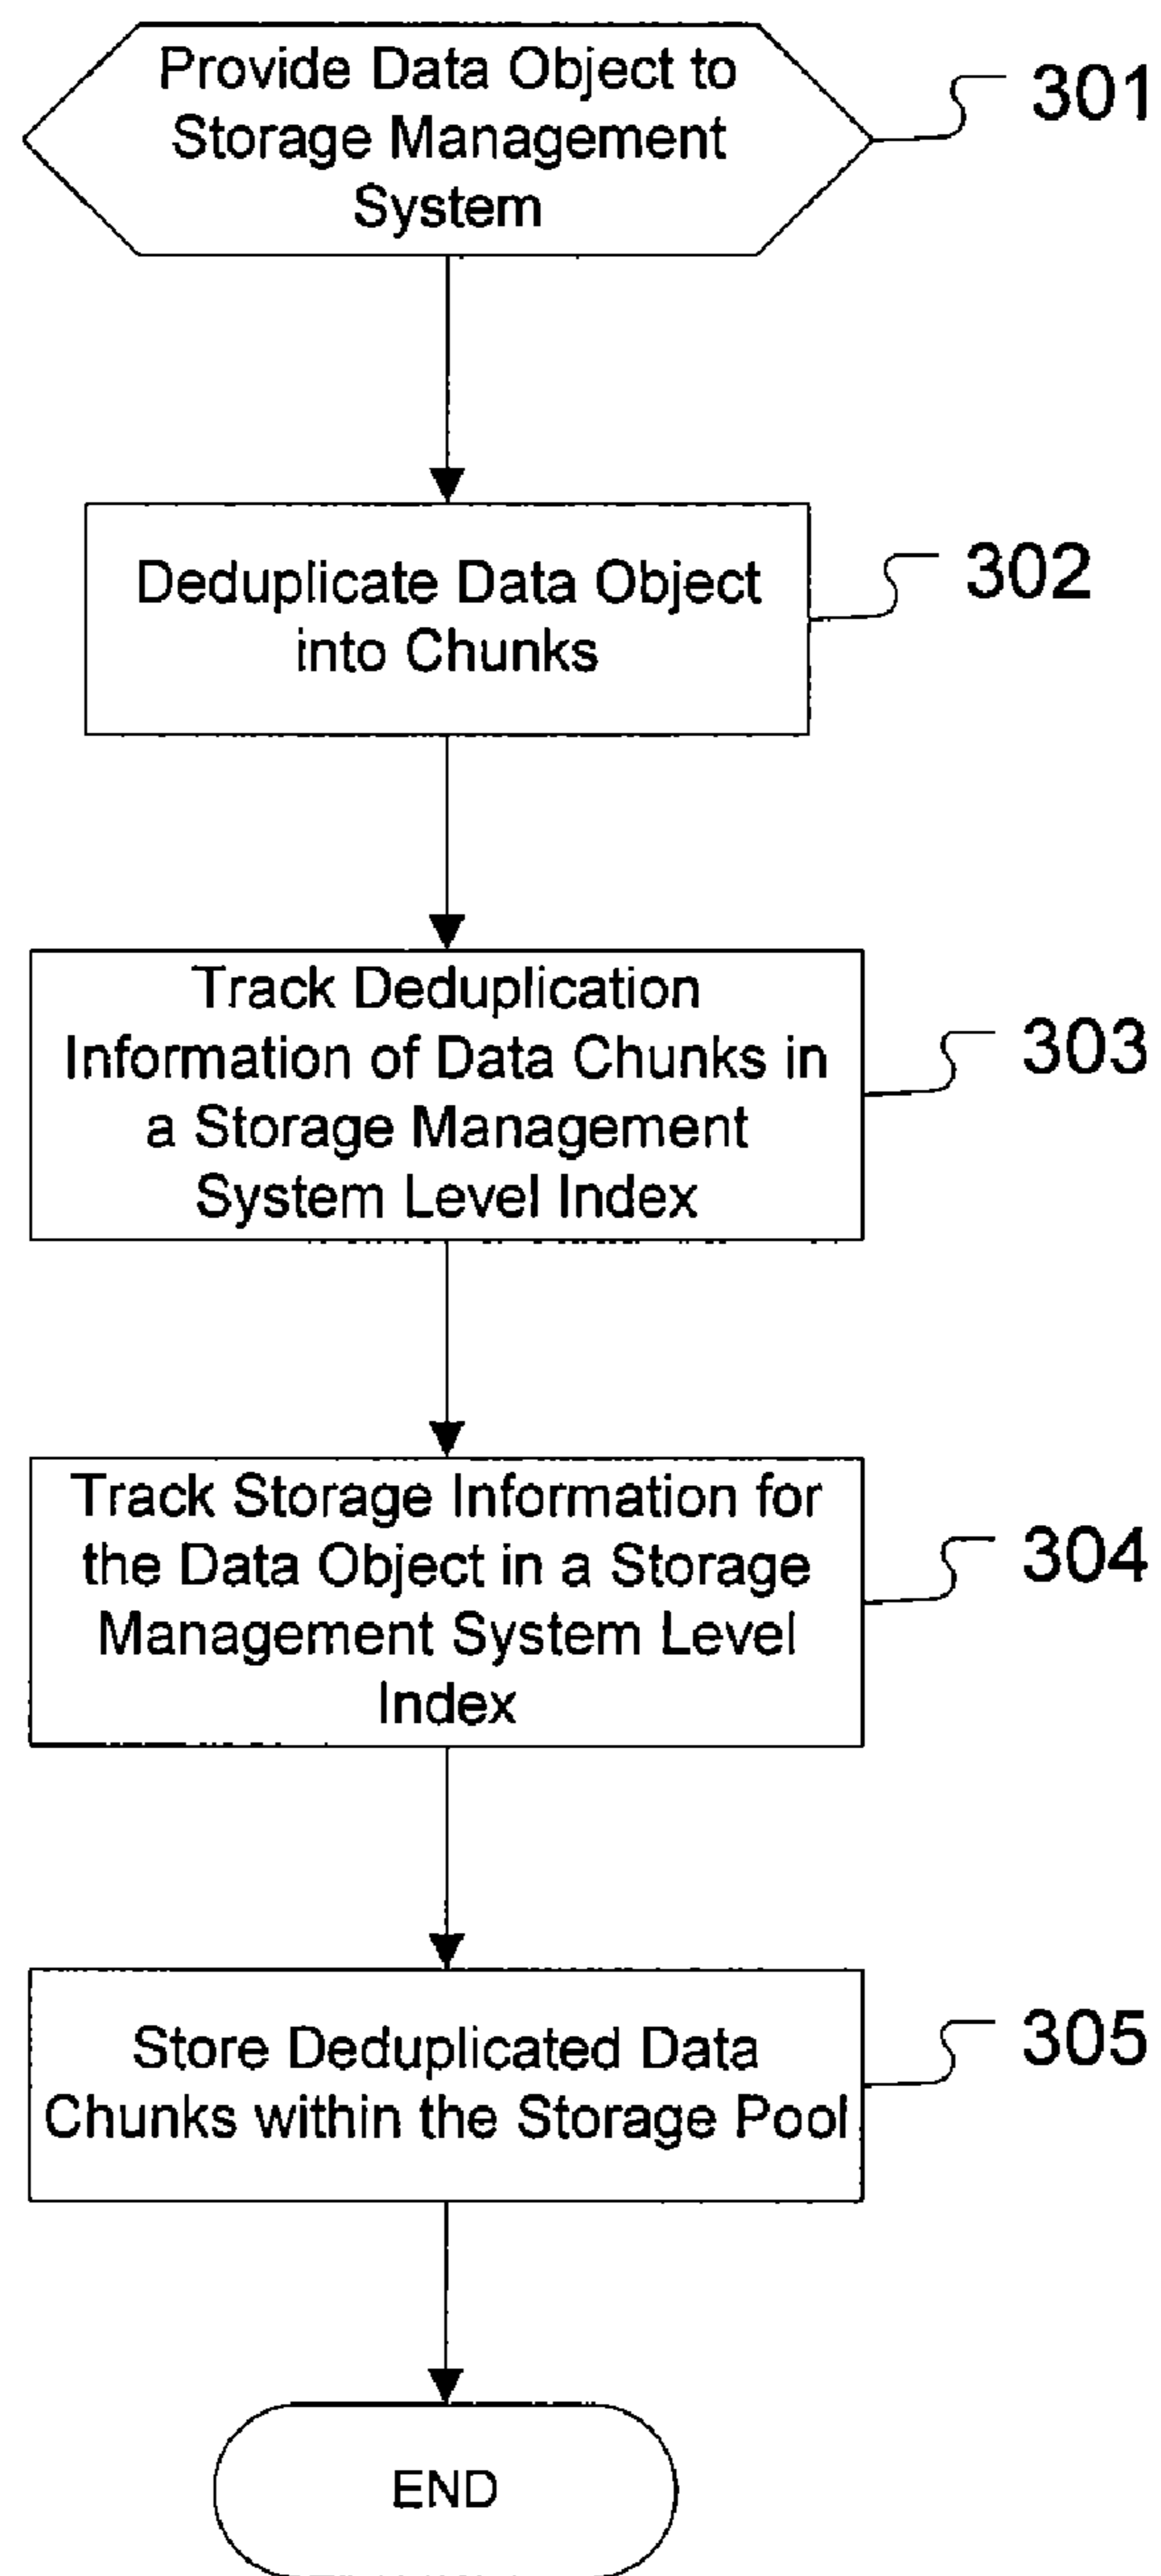 Provide Data Object to
Storage Management
System
301
Deduplicate Data Object
into Chunks
302
Track Deduplication
Information of Data Chunks in
a Storage Management
System Level Index
303
Track Storage Information for
the Data Object in a Storage
Management System Level
Index
304
Store Deduplicated Data
Chunks within the Storage Pool
305
END